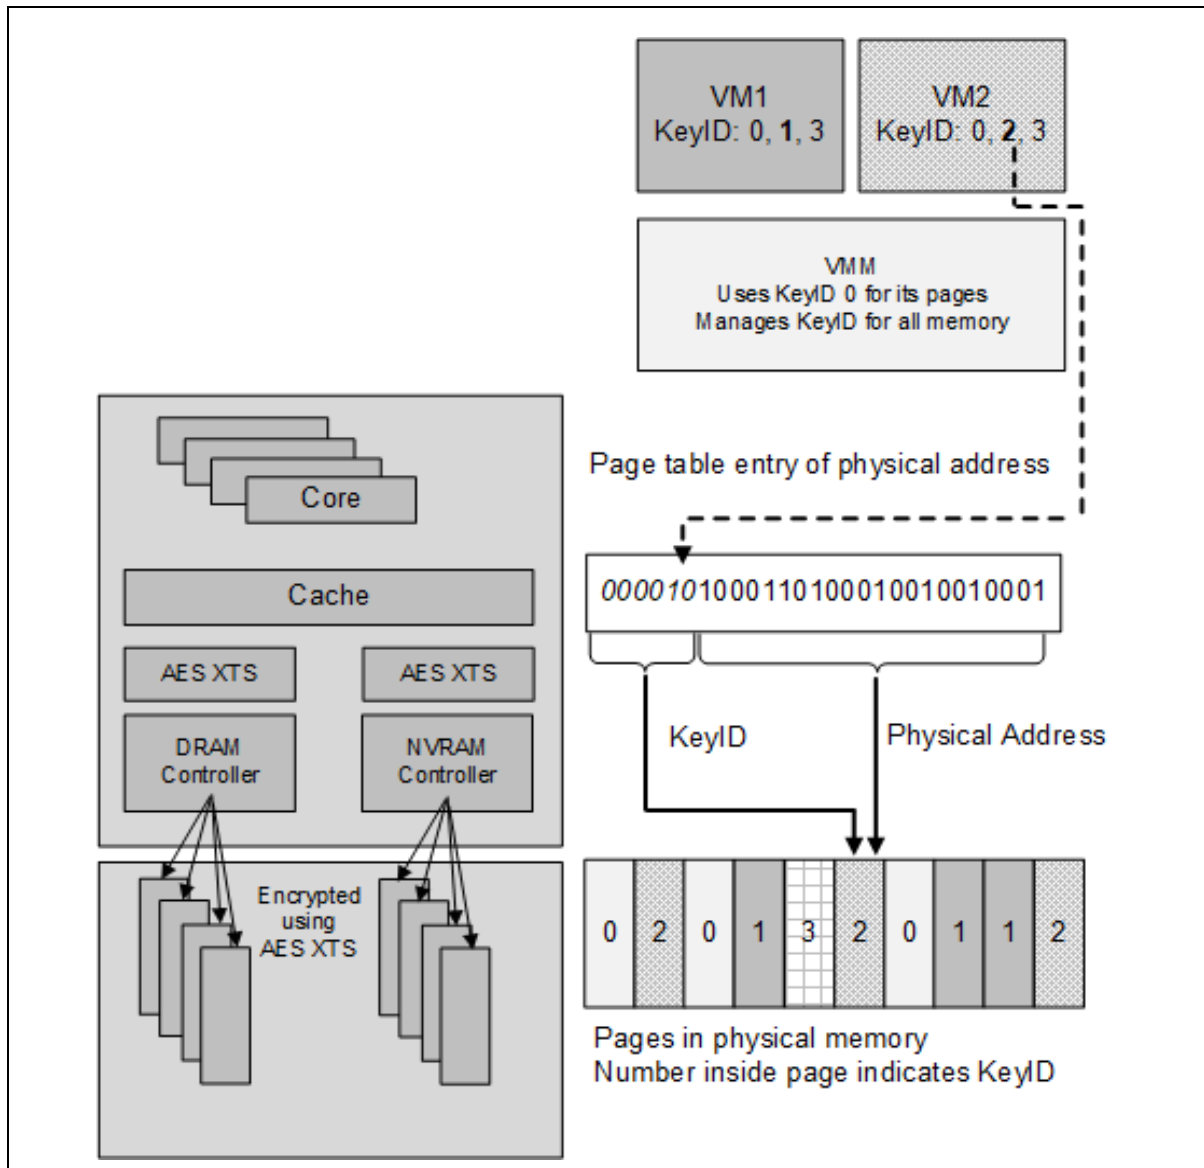 VM1
KeyID: 0, 1, 3
VM2
KeyID: 0, 2, 3
VMM
Uses KeyID 0 for its pages
Manages KeyID for all memory
Page table entry of physical address
Core
Cache
AES XTS
AES XTS
DRAM
Controller
NVRAM
Controller
Encrypted
using
AES XTS
000010100011010001001001​0001
KeyID
Physical Address
0 2 0 1 3 2 0 1 1 2
Pages in physical memory
Number inside page indicates KeyID